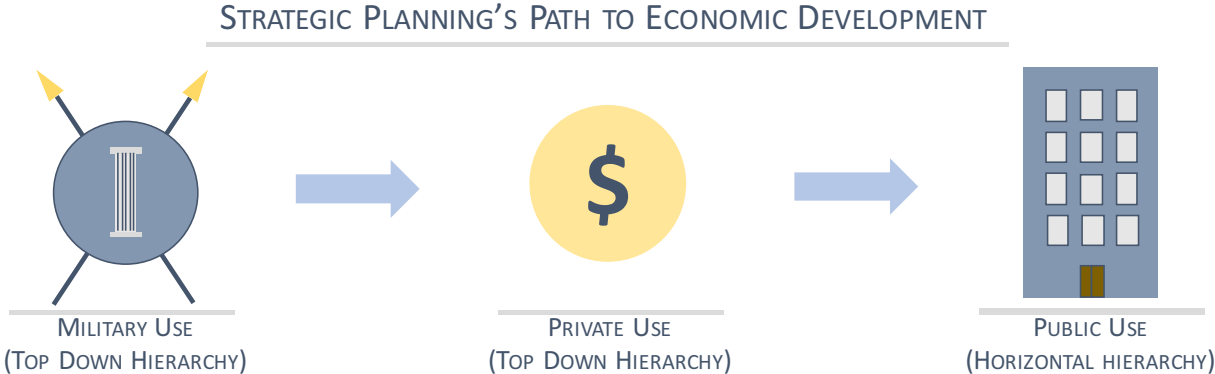 Strategic Planning's Path to Economic Development
$
Military Use
(Top Down Hierarchy)
Private Use
(Top Down Hierarchy)
Public Use
(Horizontal hierarchy)